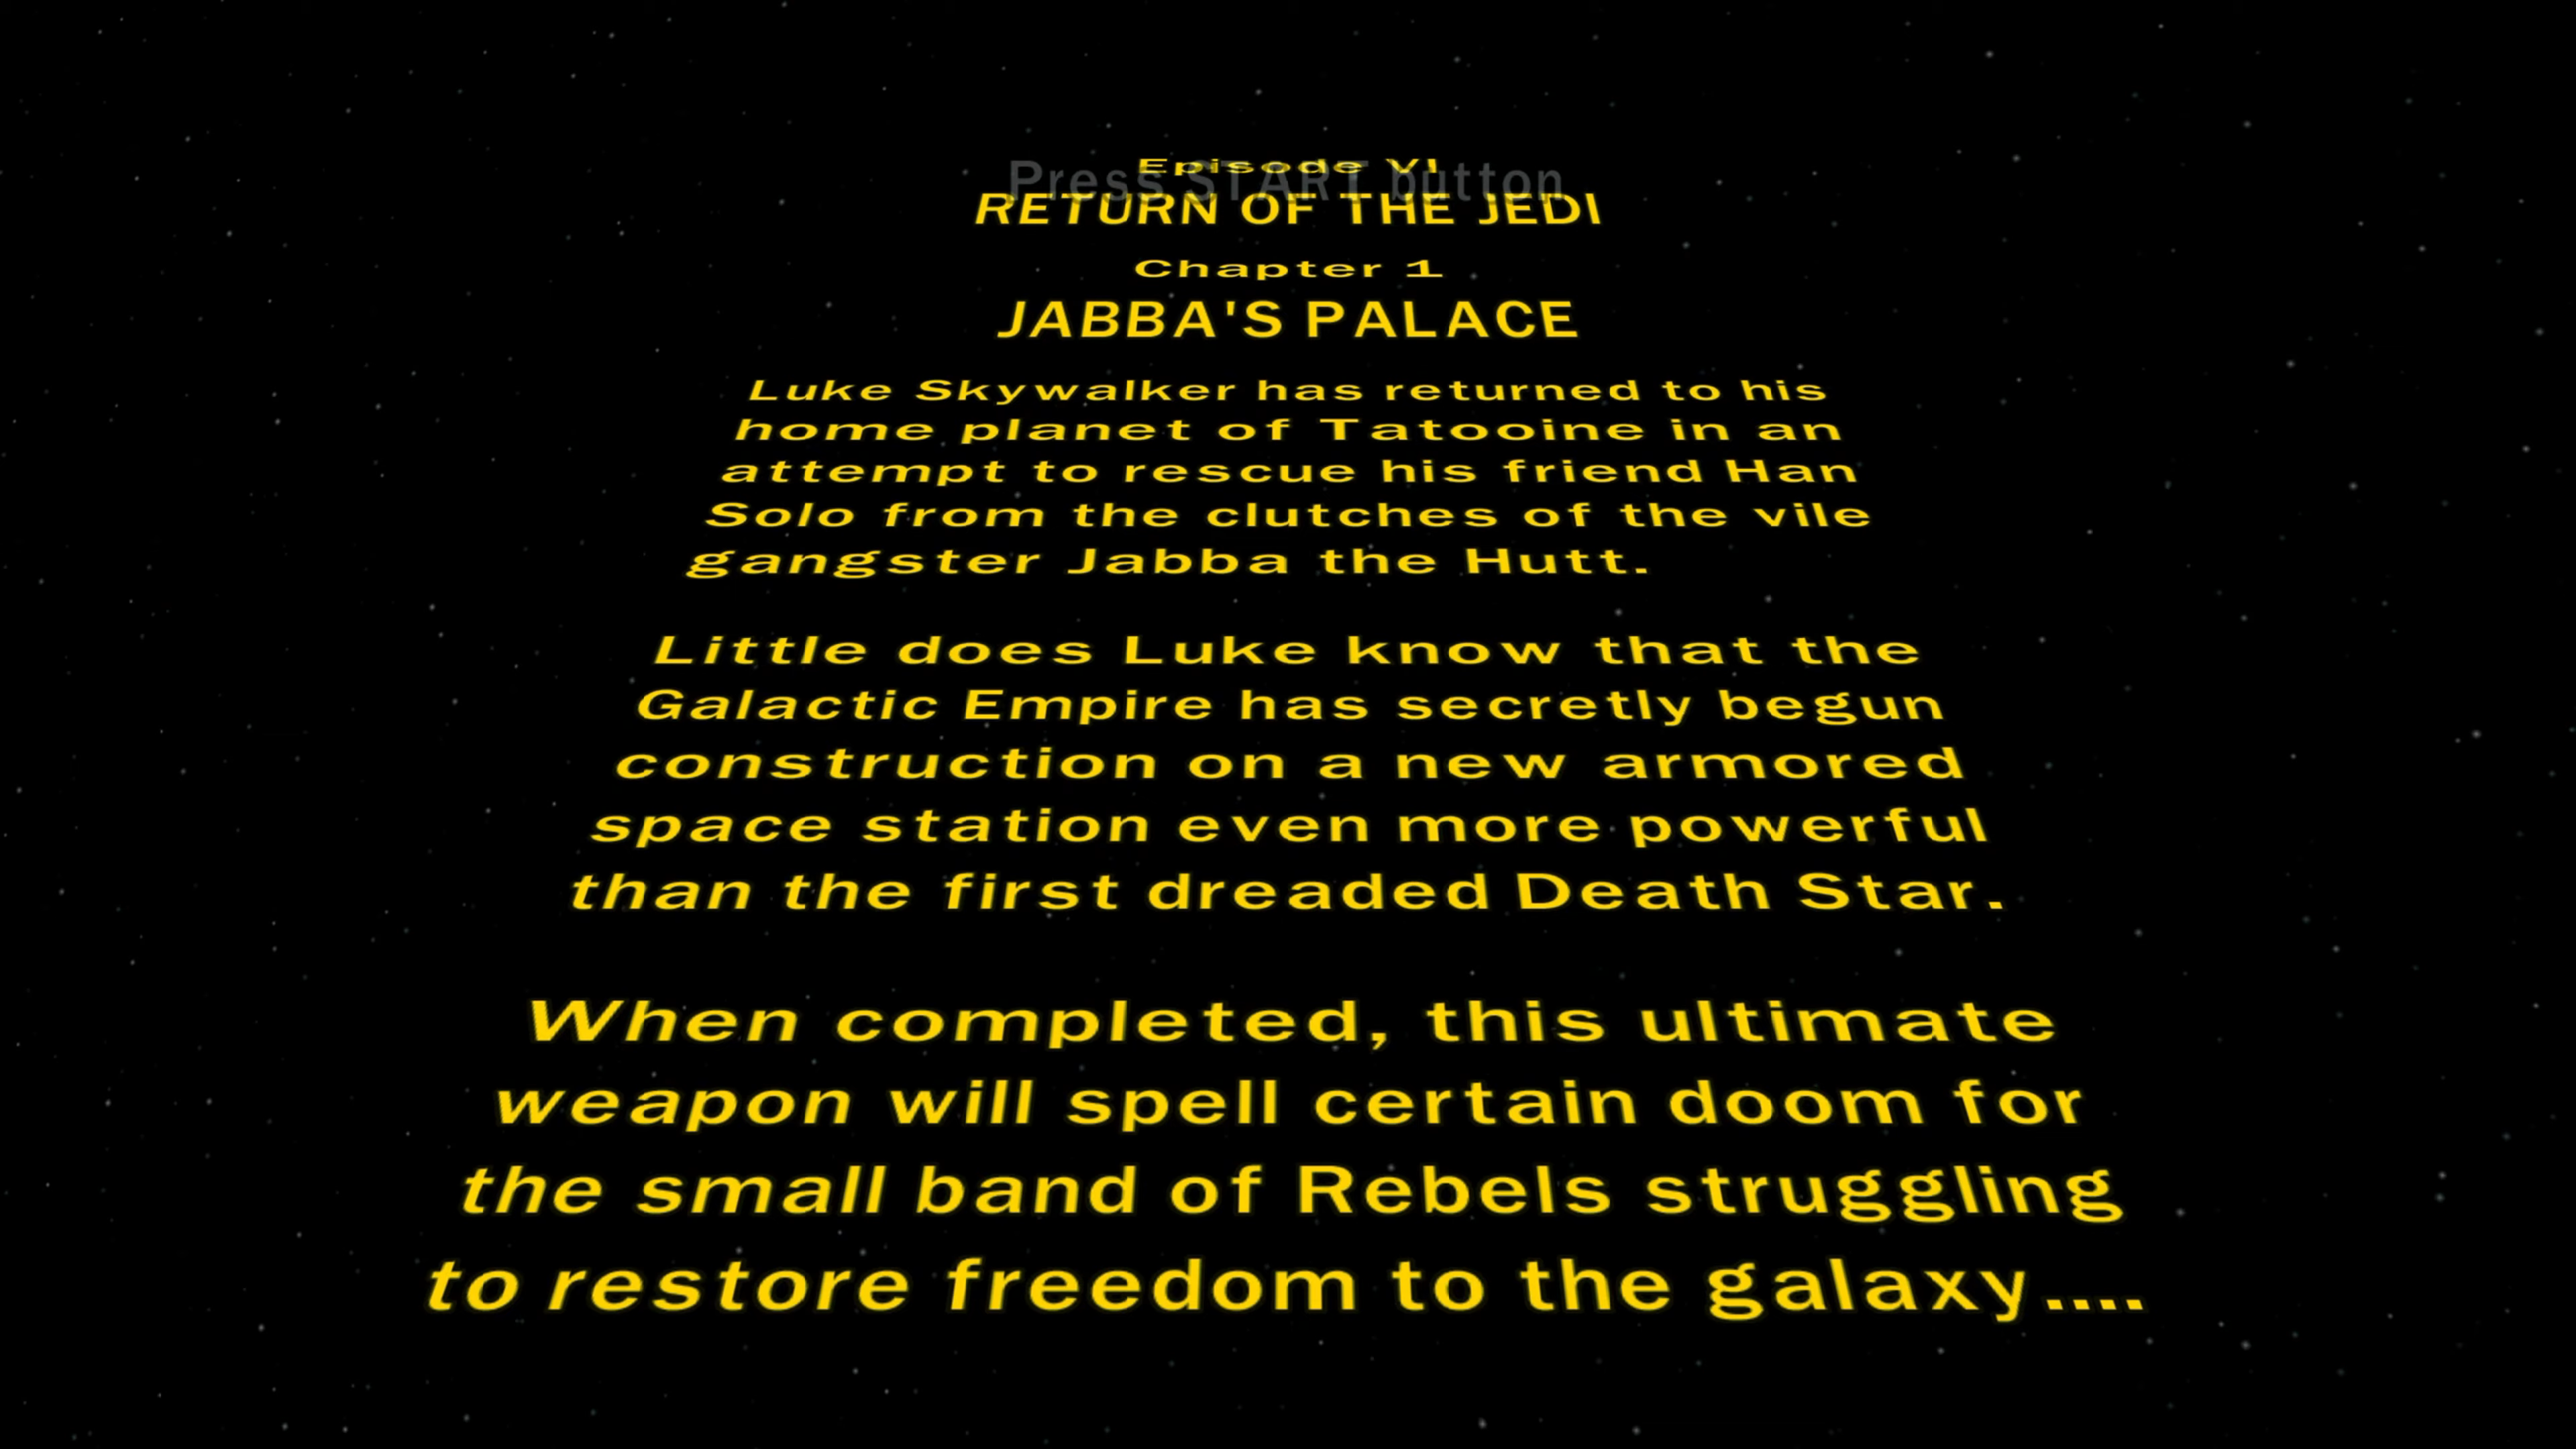 Episode VI
Press START button
RETURN OF THE JEDI
Chapter 1
JABBA'S PALACE
Luke Skywalker has returned to his
home planet of Tatooine in an
attempt to rescue his friend Han
Solo from the clutches of the vile
gangster Jabba the Hutt.
Little does Luke know that the
Galactic Empire has secretly begun
construction on a new armored
space station even more powerful
than the first dreaded Death Star.
When completed, this ultimate
weapon will spell certain doom for
the small band of Rebels struggling
to restore freedom to the galaxy....